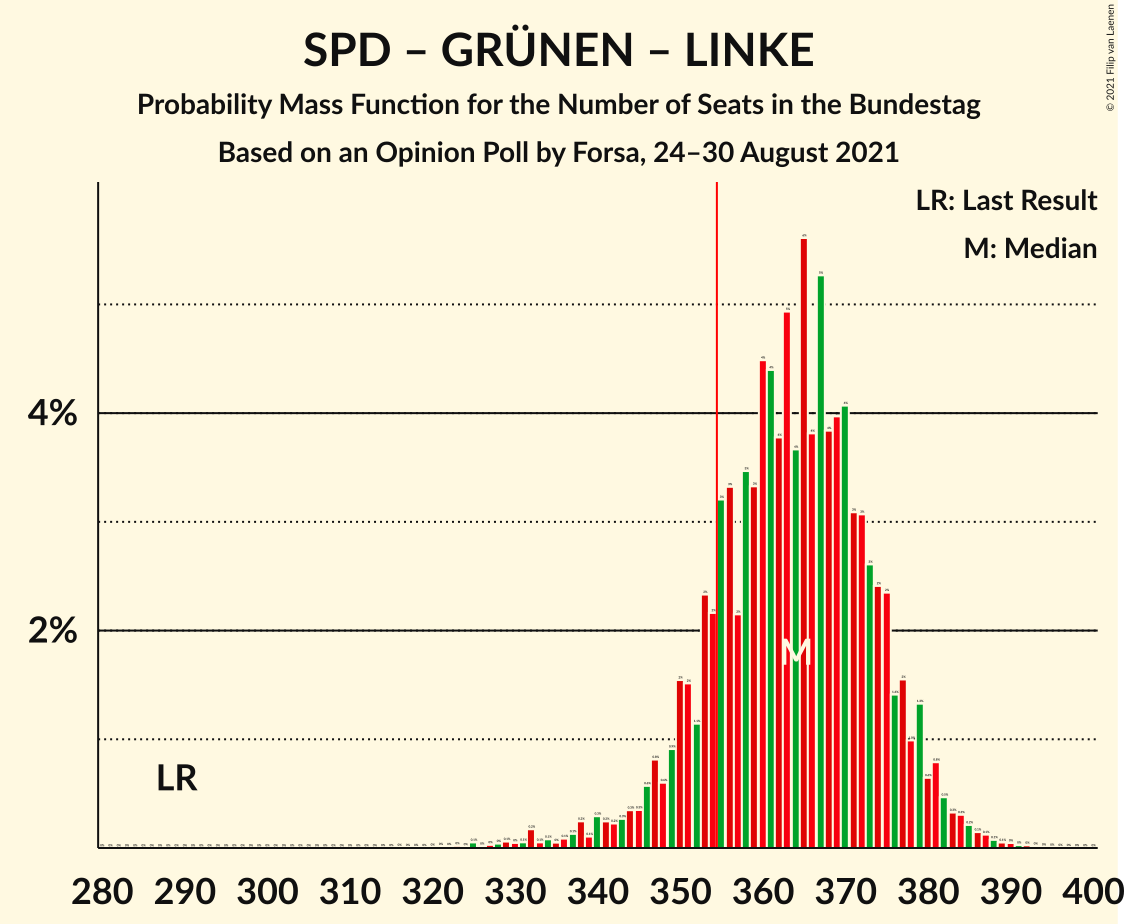 © 2021 Filip van Laenen
SPD – GRÜNEN – LINKE
Probability Mass Function for the Number of Seats in the Bundestag
Based on an Opinion Poll by Forsa, 24–30 August 2021
LR: Last Result
M: Median
4%
2%
M
LR
280 290 300 310 320 330 340 350 360 370 380 390 400